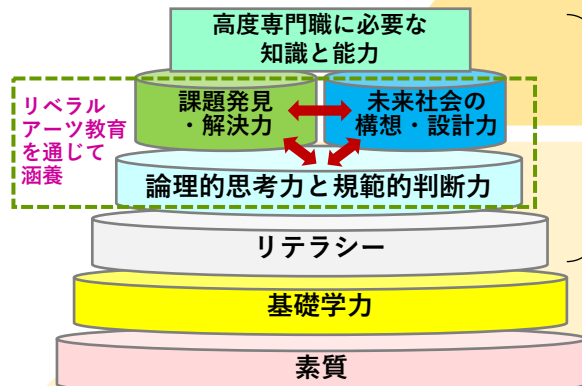 高度専門職に必要な
知識と能力
リベラル
アーツ教育
を通じて
涵養
課題発見
・解決力
未来社会の
構想・設計力
論理的思考力と規範的判断力
リテラシー
基礎学力
素質